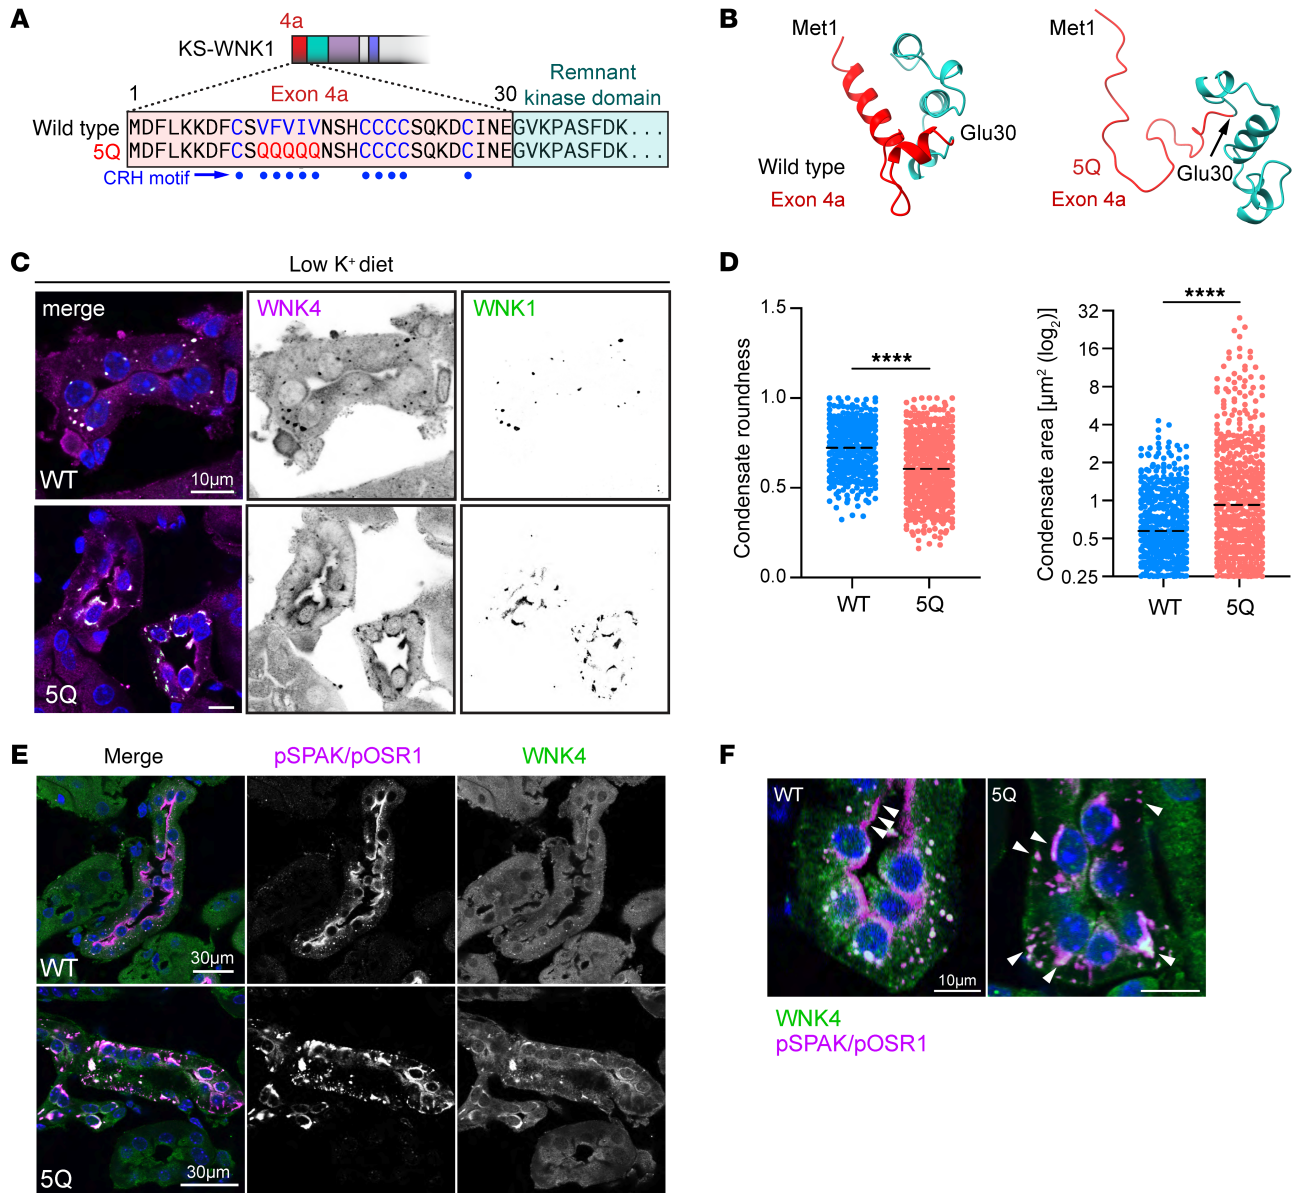 A
4a
KS-WNK1
Remnant
kinase domain
1
Exon 4a
30
Wild type
MDFLKKDFCSVFVIVNSHCCCCSQKDCINEGVKPASFDK...
5Q
MDFLKKDFCSQQQQQNSHCCCCSQKDCINEGVKPASFDK...
CRH motif
B
Met1
Glu30
Wild type
Exon 4a
Met1
5Q
Exon 4a
Glu30
C
Low K+ diet
merge
WNK4
WNK1
WT
10µm
5Q
D
Condensate roundness
1.5
1.0
0.5
0.0
****
WT
5Q
Condensate area [µm² (log₂)]
32
16
8
4
2
1
0.5
0.25
****
WT
5Q
E
Merge
pSPAK/pOSR1
WNK4
WT
30µm
5Q
30µm
F
WT
10µm
5Q
WNK4
pSPAK/pOSR1